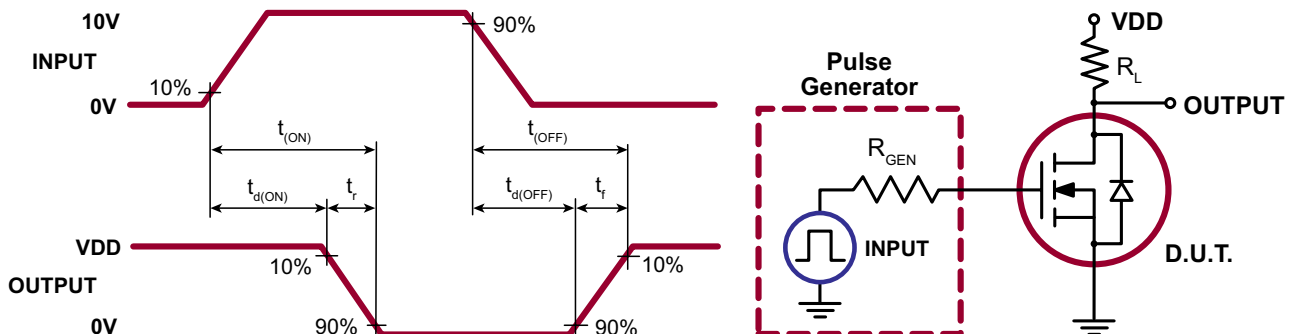 10V
INPUT
0V
10%
90%
t(ON)
t(OFF)
td(ON)
tr
td(OFF)
tf
VDD
OUTPUT
0V
10%
90%
90%
10%
Pulse
Generator
RGEN
INPUT
VDD
RL
OUTPUT
D.U.T.